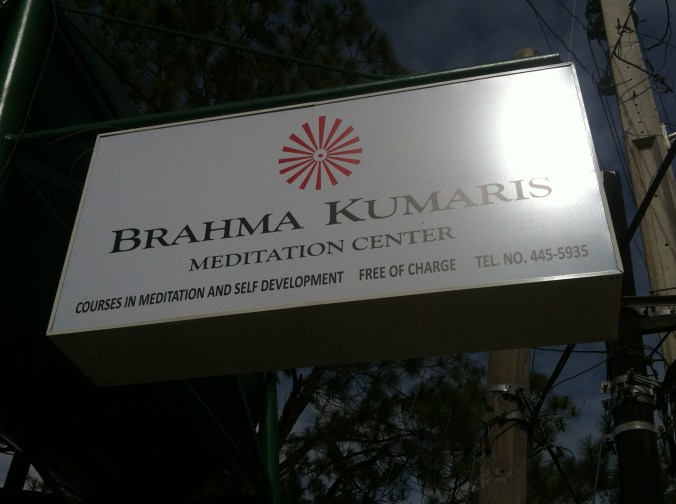 BRAHMA KUMARIS
MEDITATION CENTER
COURSES IN MEDITATION AND SELF DEVELOPMENT FREE OF CHARGE TEL. NO. 445-5935